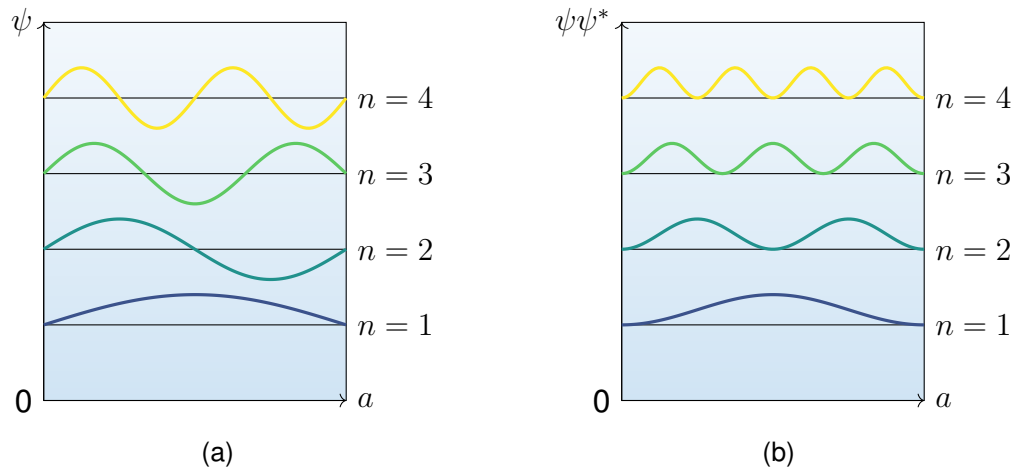 ψ
n = 4
n = 3
n = 2
n = 1
0
a
(a)
ψψ*
n = 4
n = 3
n = 2
n = 1
0
a
(b)